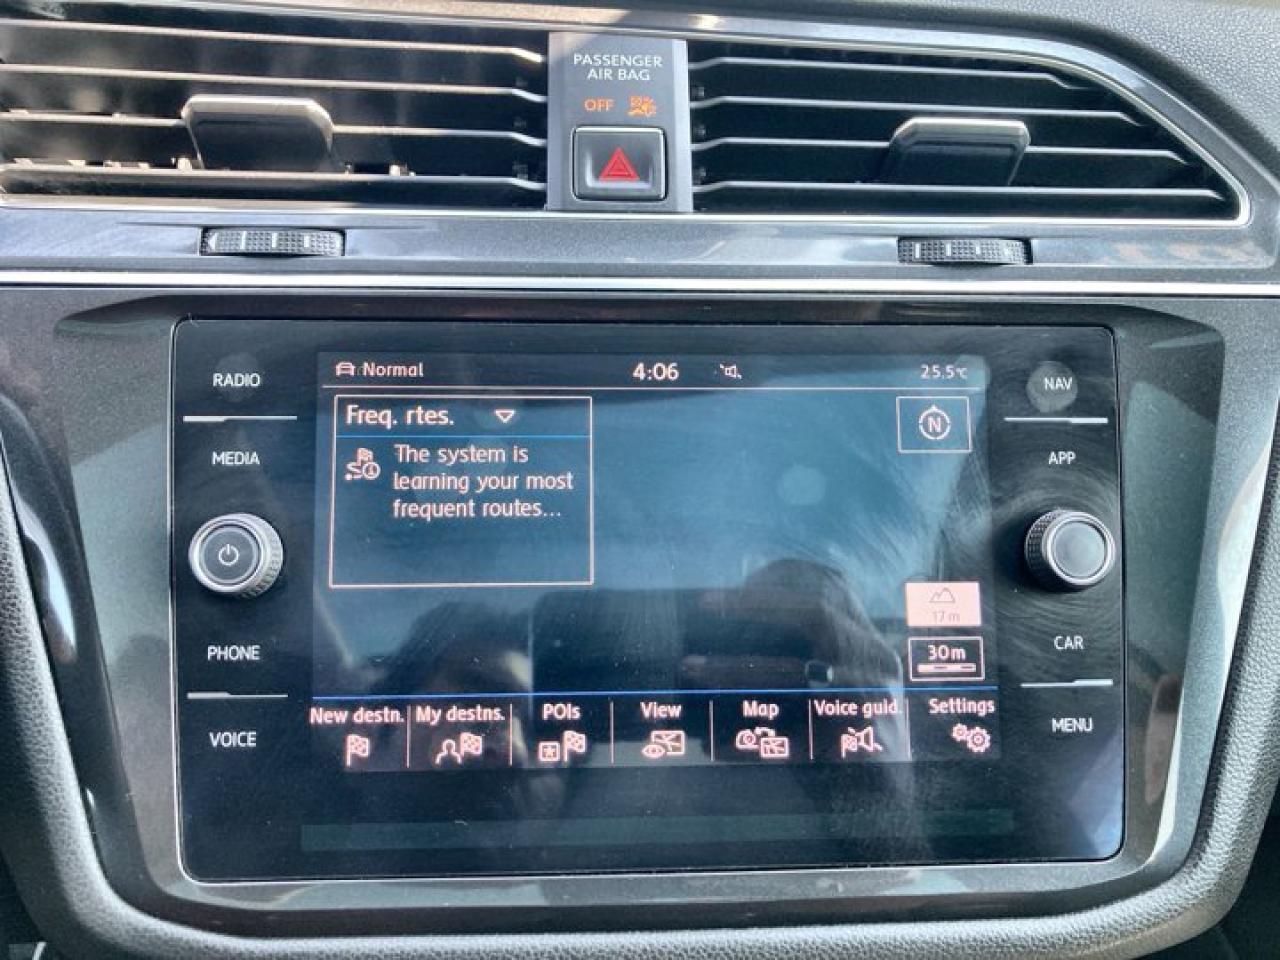 PASSENGER
AIR BAG
OFF
RADIO
MEDIA
PHONE
VOICE
Normal
4:06
25.5°C
Freq. rtes.
The system is
learning your most
frequent routes...
N
17 m
30 m
New destn.
My destns.
POIs
View
Map
Voice guid.
Settings
NAV
APP
CAR
MENU